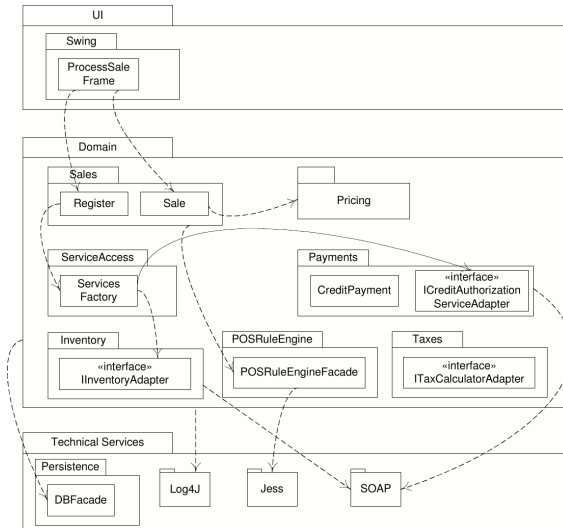 UI
Swing
ProcessSale
Frame
Domain
Sales
Register
Sale
Pricing
ServiceAccess
Services
Factory
Payments
CreditPayment
«interface»
ICreditAuthorization
ServiceAdapter
Inventory
«interface»
IInventoryAdapter
POSRuleEngine
POSRuleEngineFacade
Taxes
«interface»
ITaxCalculatorAdapter
Technical Services
Persistence
DBFacade
Log4J
Jess
SOAP